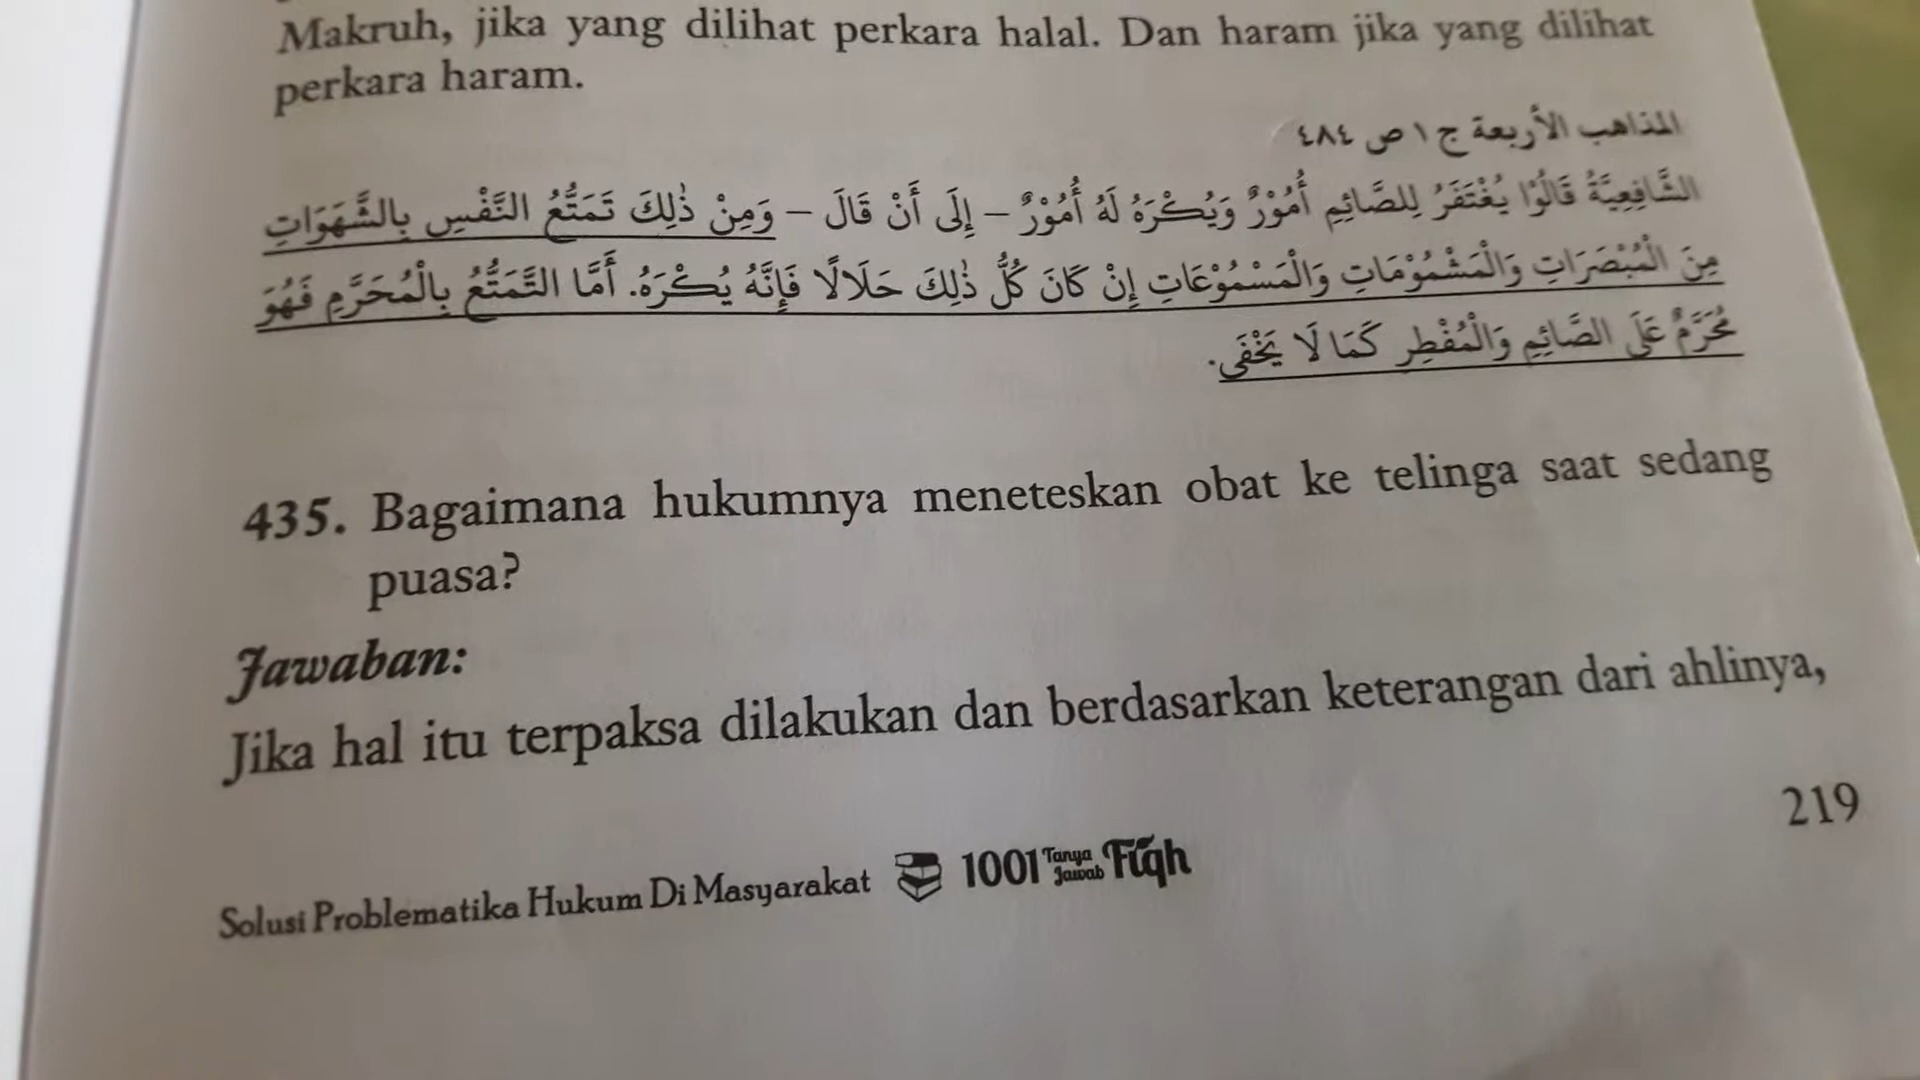 Makruh, jika yang dilihat perkara halal. Dan haram jika yang dilihat
perkara haram.
المذاهب الأربعة ج ١ ص ٤٨٤
الشَّافِعِيَّةُ قَالُوْا يُغْتَفَرُ لِلصَّائِمِ أُمُوْرٌ وَيُكْرَهُ لَهُ أُمُوْرٌ – إِلَى أَنْ قَالَ – وَمِنْ ذٰلِكَ تَمَتُّعُ النَّفْسِ بِالشَّهَوَاتِ
مِنَ الْمُبْصَرَاتِ وَالْمَشْمُوْمَاتِ وَالْمَسْمُوْعَاتِ إِنْ كَانَ كُلُّ ذٰلِكَ حَلَالًا فَإِنَّهُ يُكْرَهُ. أَمَّا التَّمَتُّعُ بِالْمُحَرَّمِ فَهُوَ
مُحَرَّمٌ عَلَى الصَّائِمِ وَالْمُفْطِرِ كَمَا لَا يَخْفَى.
435. Bagaimana hukumnya meneteskan obat ke telinga saat sedang
puasa?
Jawaban:
Jika hal itu terpaksa dilakukan dan berdasarkan keterangan dari ahlinya,
219
Solusi Problematika Hukum Di Masyarakat 1001 Tanya Jawab Fiqh